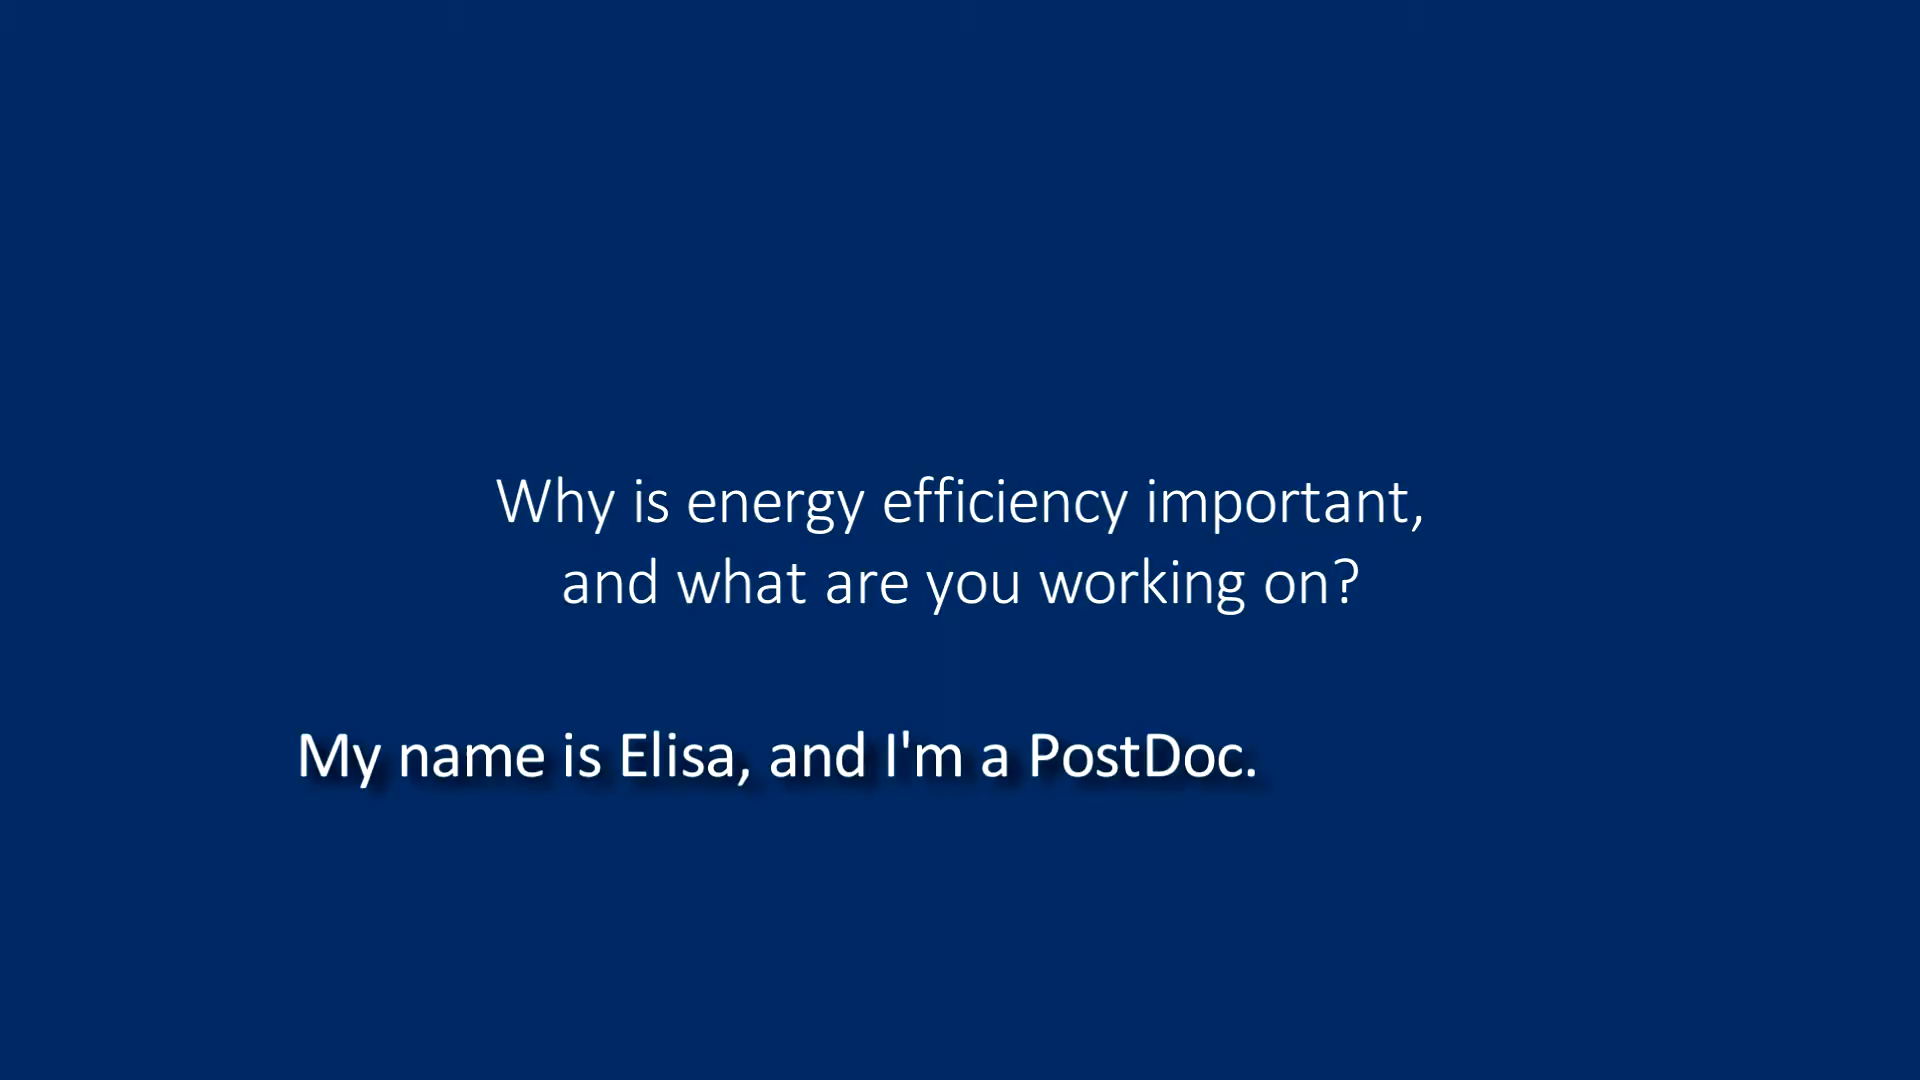 Why is energy efficiency important,
and what are you working on?
My name is Elisa, and I'm a PostDoc.